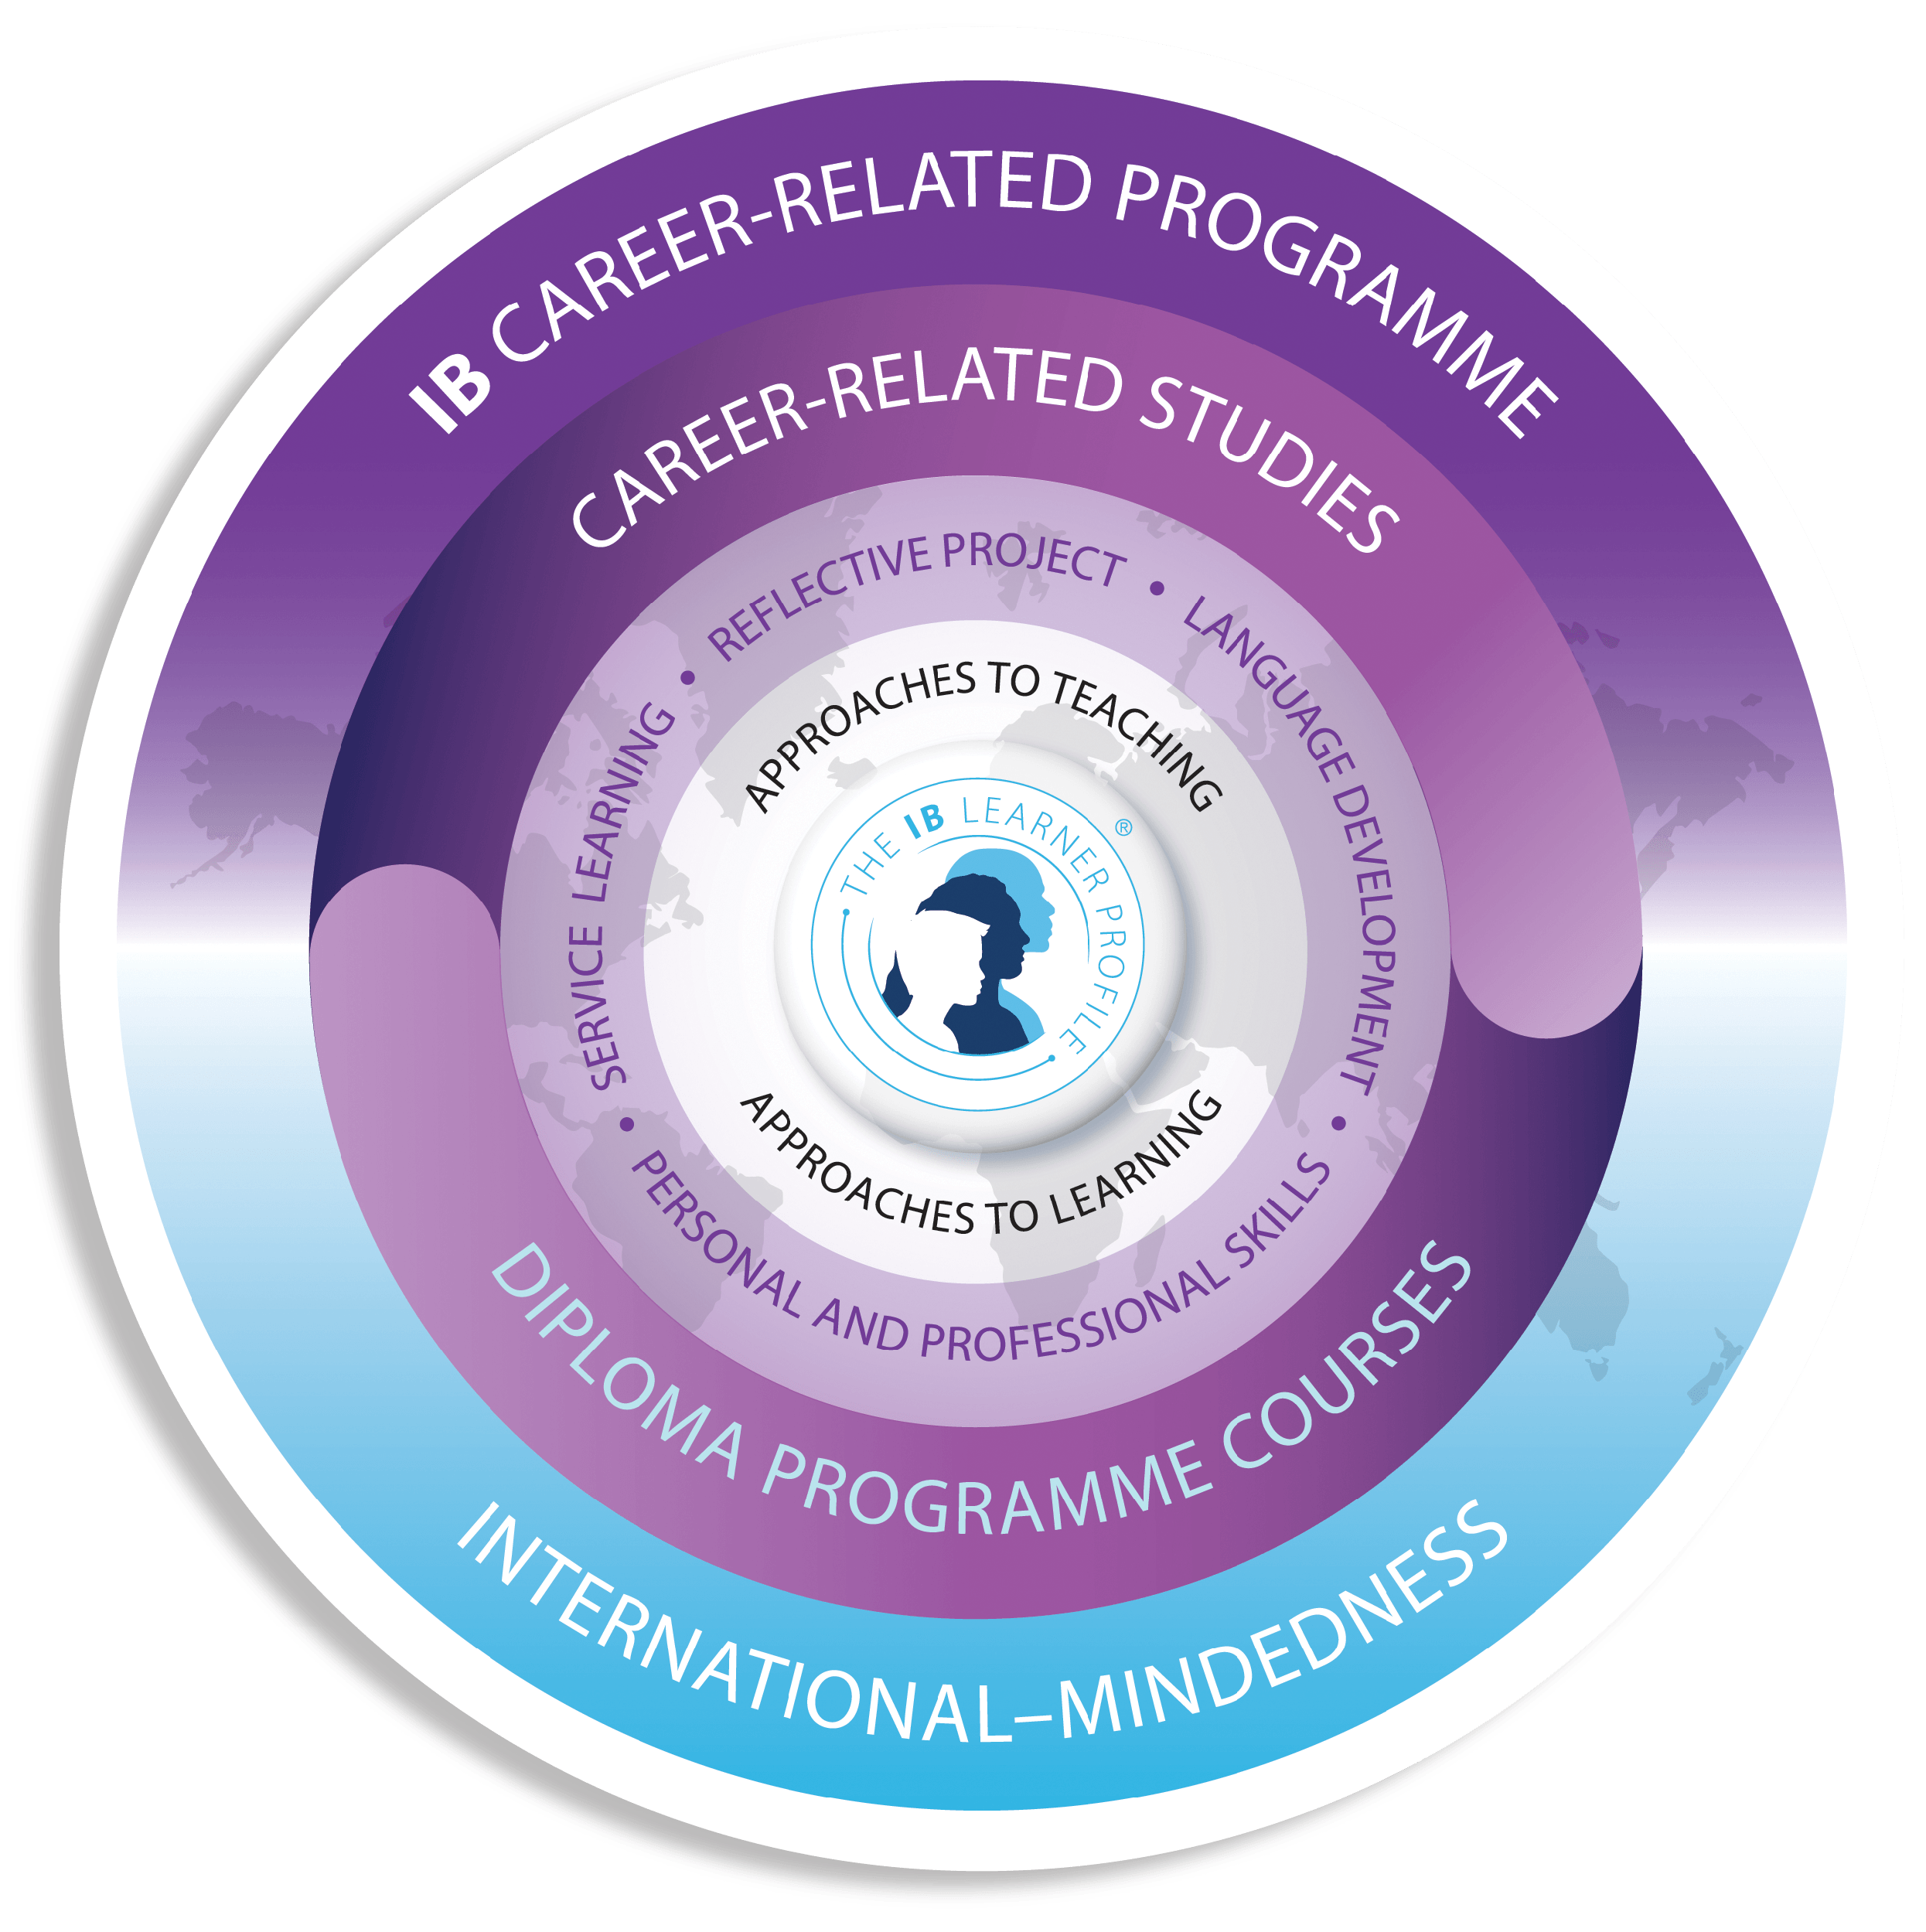 IB CAREER-RELATED PROGRAMME
CAREER-RELATED STUDIES
SERVICE LEARNING • REFLECTIVE PROJECT • LANGUAGE DEVELOPMENT •
• PERSONAL AND PROFESSIONAL SKILLS
APPROACHES TO TEACHING
THE IB LEARNER PROFILE ®
APPROACHES TO LEARNING
DIPLOMA PROGRAMME COURSES
INTERNATIONAL–MINDEDNESS